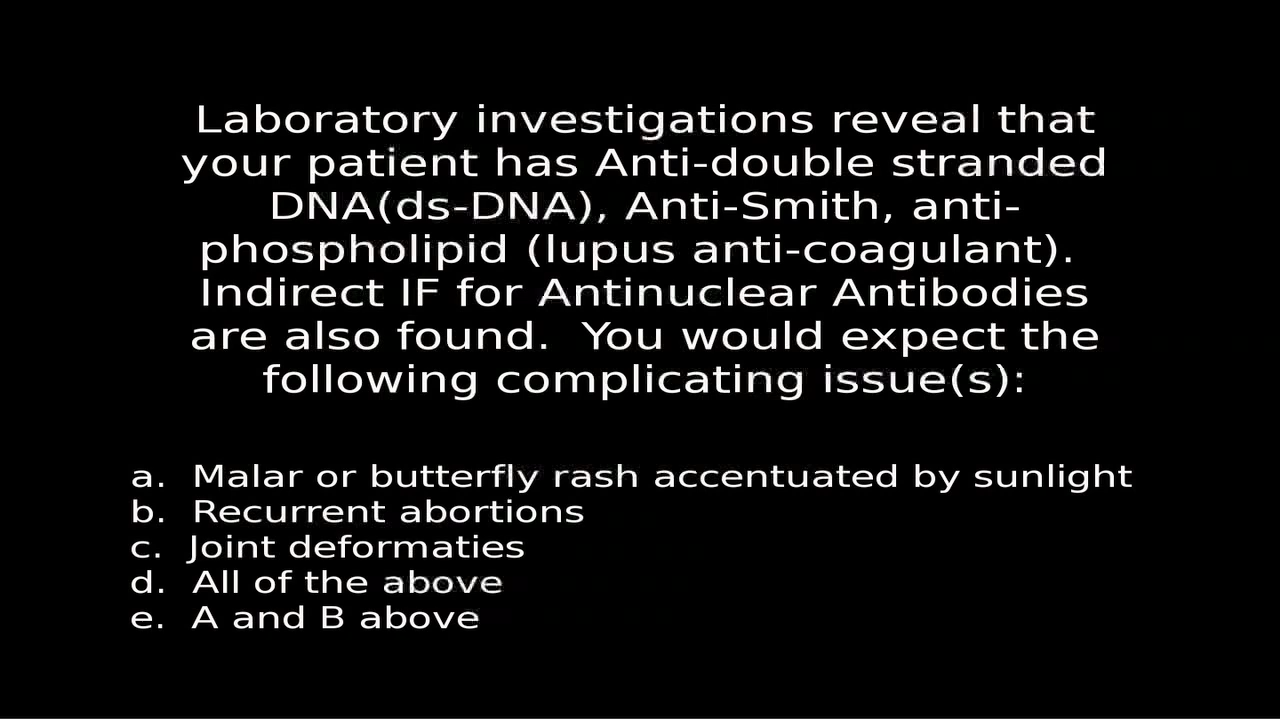 Laboratory investigations reveal that
your patient has Anti-double stranded
DNA(ds-DNA), Anti-Smith, anti-
phospholipid (lupus anti-coagulant).
Indirect IF for Antinuclear Antibodies
are also found.  You would expect the
following complicating issue(s):
a.  Malar or butterfly rash accentuated by sunlight
b.  Recurrent abortions
c.  Joint deformaties
d.  All of the above
e.  A and B above